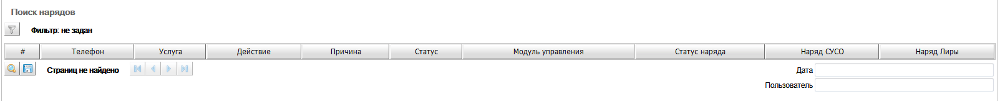 Поиск нарядов
Фильтр: не задан
# Телефон Услуга Действие Причина Статус Модуль управления Статус наряда Наряд СУСО Наряд Лиры
Страниц не найдено
Дата
Пользователь